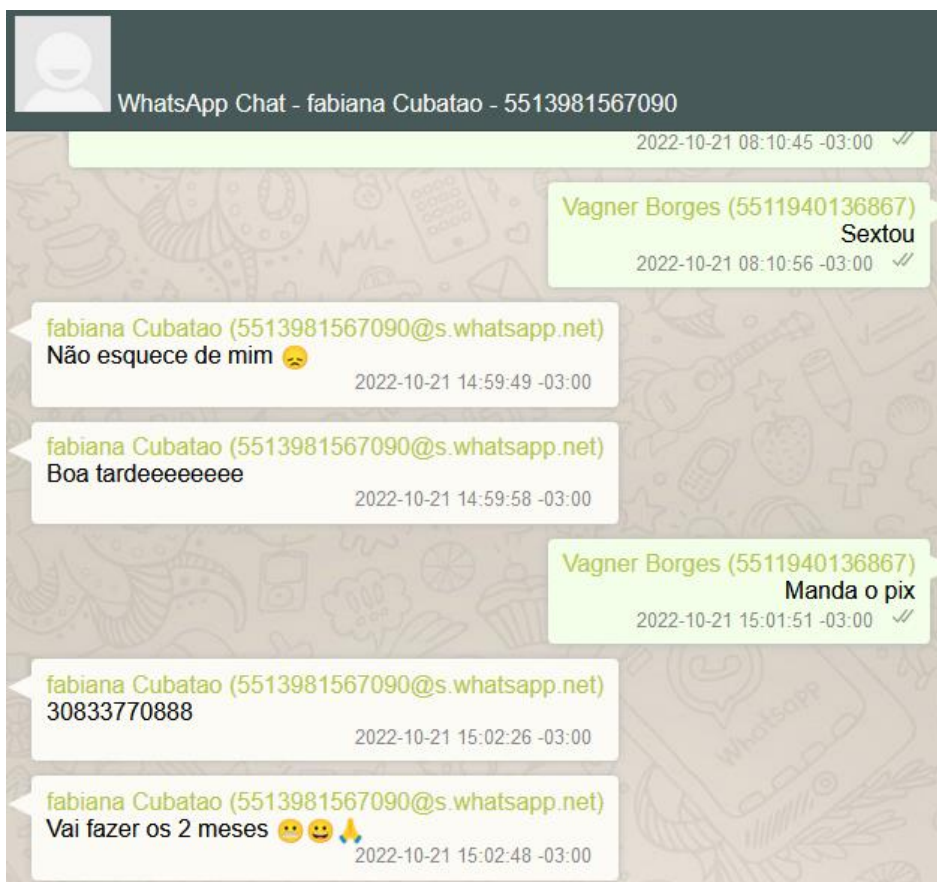 WhatsApp Chat - fabiana Cubatao - 5513981567090
2022-10-21 08:10:45 -03:00
Vagner Borges (5511940136867)
Sextou
2022-10-21 08:10:56 -03:00
fabiana Cubatao (5513981567090@s.whatsapp.net)
Não esquece de mim 😞
2022-10-21 14:59:49 -03:00
fabiana Cubatao (5513981567090@s.whatsapp.net)
Boa tardeeeeeeee
2022-10-21 14:59:58 -03:00
Vagner Borges (5511940136867)
Manda o pix
2022-10-21 15:01:51 -03:00
fabiana Cubatao (5513981567090@s.whatsapp.net)
30833770888
2022-10-21 15:02:26 -03:00
fabiana Cubatao (5513981567090@s.whatsapp.net)
Vai fazer os 2 meses 😬😀🙏
2022-10-21 15:02:48 -03:00